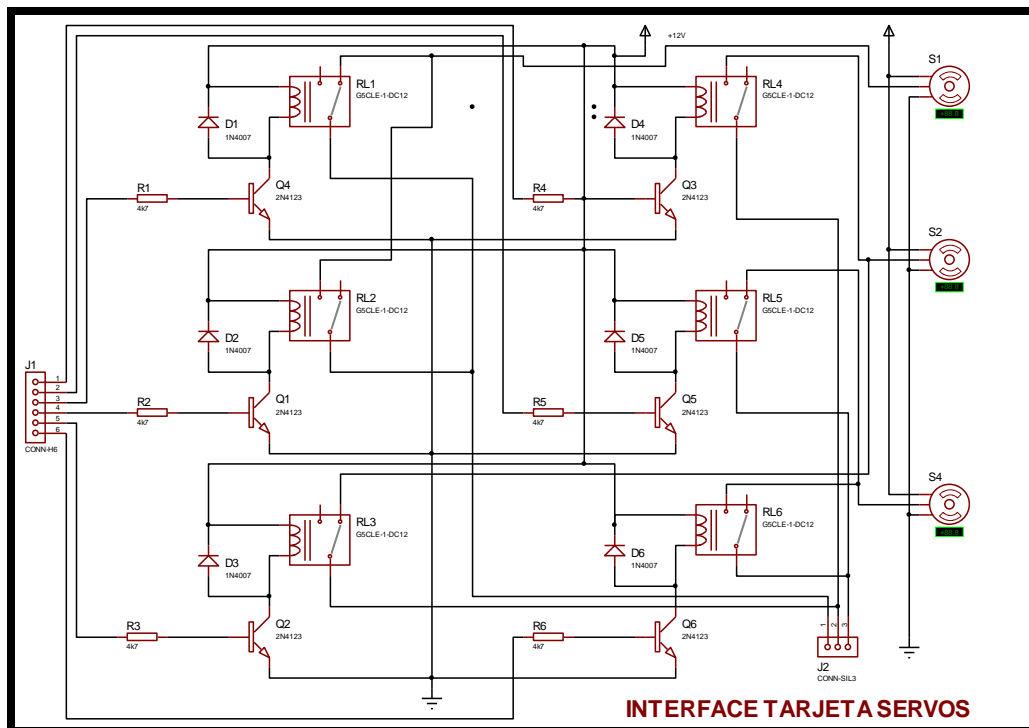 +12V
S1
RL1
G5CLE-1-DC12
RL4
G5CLE-1-DC12
D1
1N4007
D4
1N4007
R1
4k7
Q4
2N4123
R4
4k7
Q3
2N4123
S2
RL2
G5CLE-1-DC12
RL5
G5CLE-1-DC12
D2
1N4007
D5
1N4007
J1
1
2
3
4
5
6
CONN-H6
R2
4k7
Q1
2N4123
R5
4k7
Q5
2N4123
S4
RL3
G5CLE-1-DC12
RL6
G5CLE-1-DC12
D3
1N4007
D6
1N4007
R3
4k7
Q2
2N4123
R6
4k7
Q6
2N4123
1
2
3
J2
CONN-SIL3
INTERFACE TARJETA SERVOS